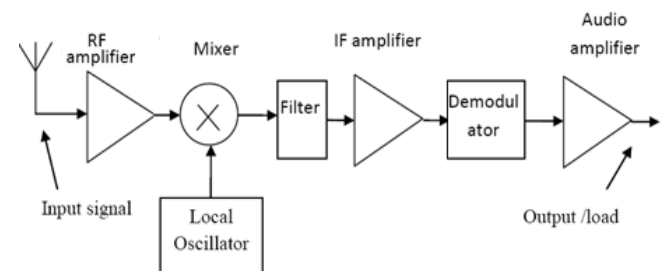 RF
amplifier
Mixer
IF amplifier
Audio
amplifier
Filter
Demodul
ator
Input signal
Local
Oscillator
Output /load